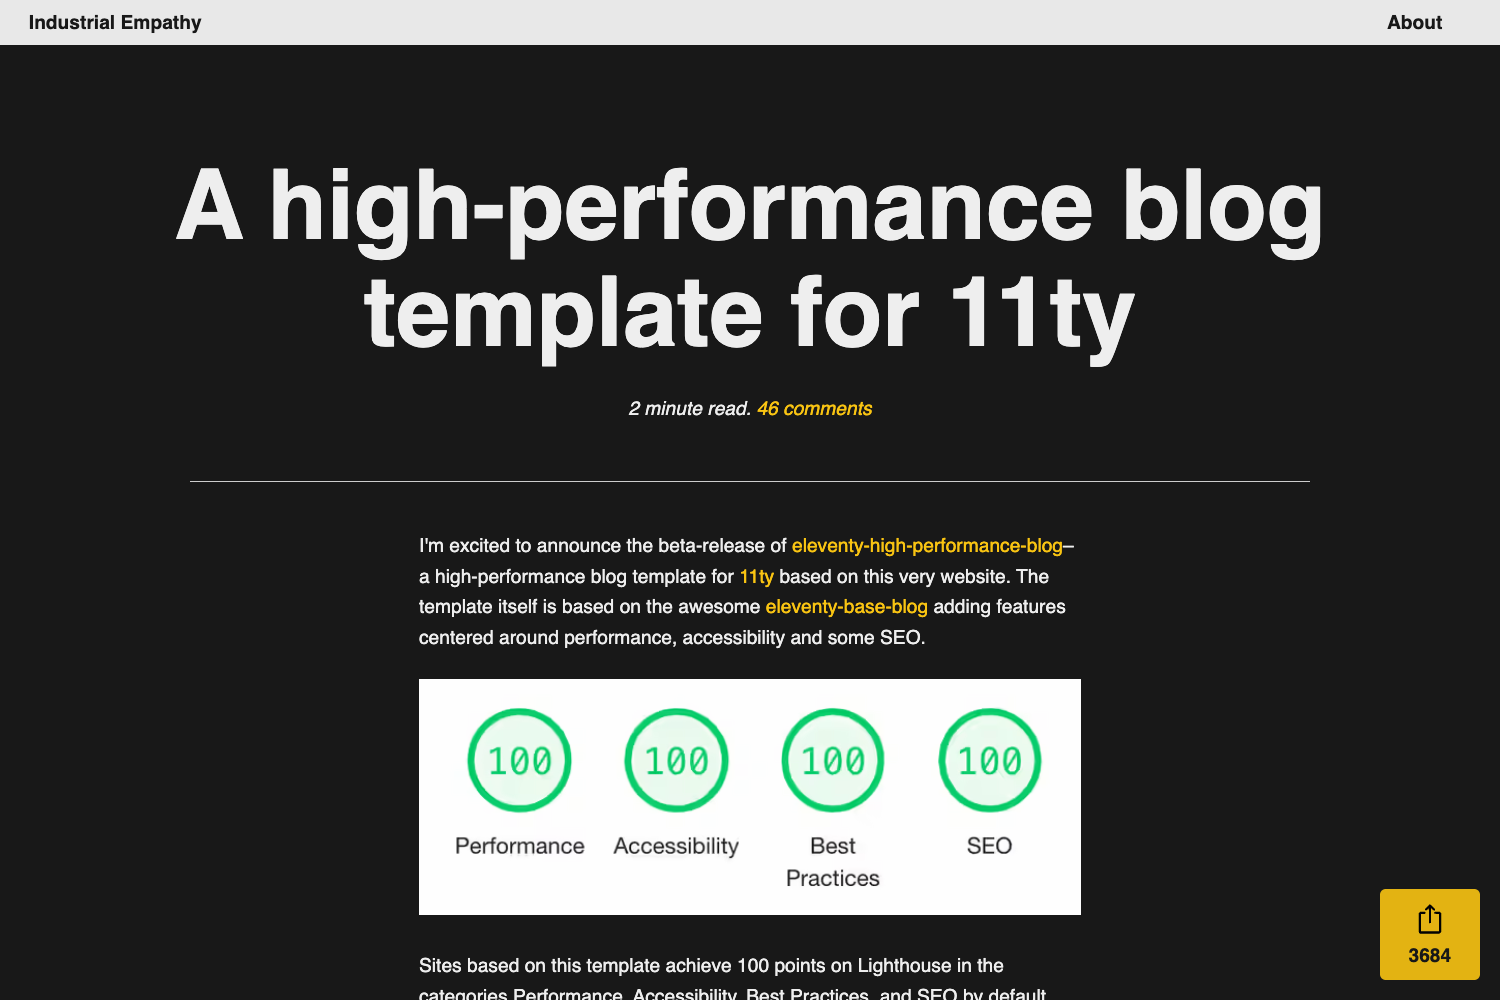 Industrial Empathy
About
A high-performance blog
template for 11ty
2 minute read. 46 comments
I'm excited to announce the beta-release of eleventy-high-performance-blog–
a high-performance blog template for 11ty based on this very website. The
template itself is based on the awesome eleventy-base-blog adding features
centered around performance, accessibility and some SEO.
100 100 100 100
Performance Accessibility Best SEO
Practices
Sites based on this template achieve 100 points on Lighthouse in the
categories Performance, Accessibility, Best Practices, and SEO by default
3684